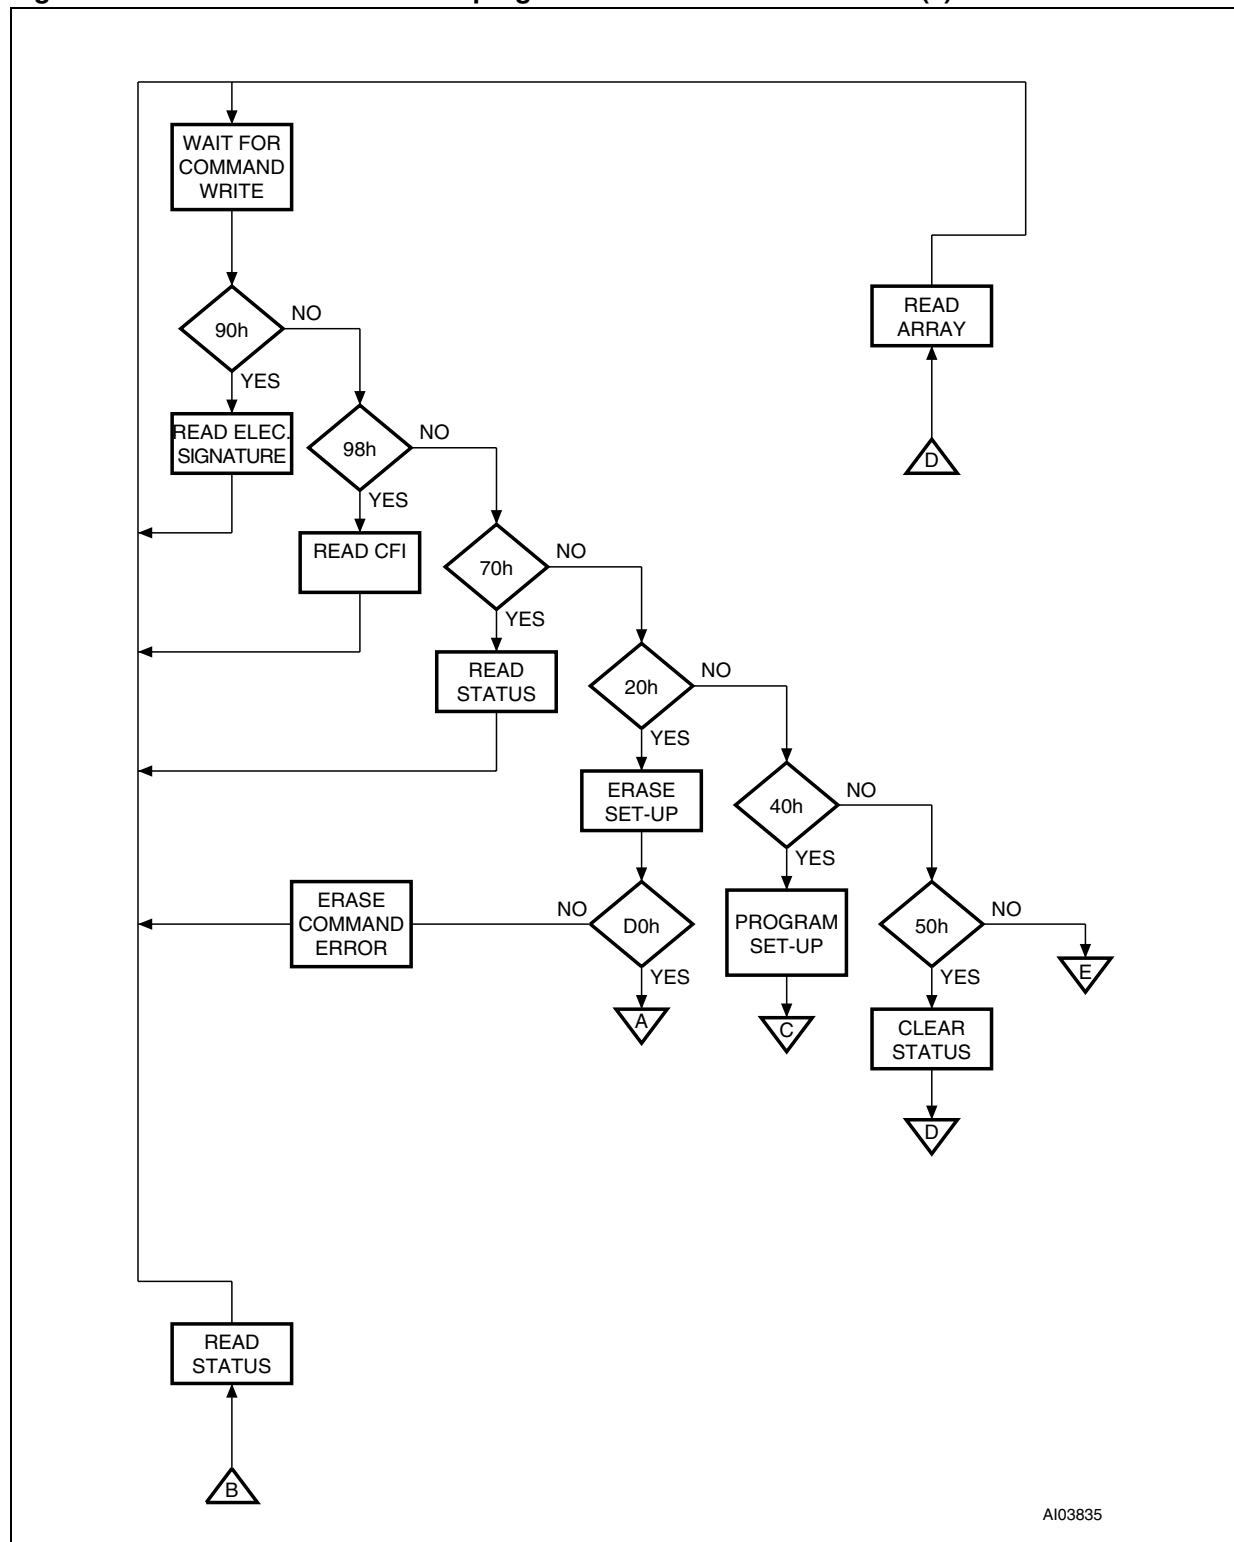 WAIT FOR
COMMAND
WRITE
90h
NO
YES
READ
ARRAY
READ ELEC.
SIGNATURE
98h
NO
YES
D
READ CFI
70h
NO
YES
READ
STATUS
20h
NO
YES
ERASE
SET-UP
40h
NO
YES
ERASE
COMMAND
ERROR
NO
D0h
YES
PROGRAM
SET-UP
50h
NO
YES
E
A
C
CLEAR
STATUS
D
READ
STATUS
B
AI03835